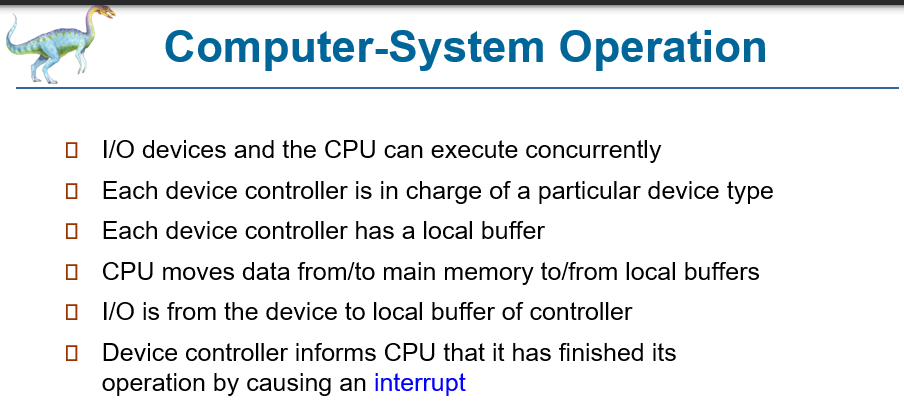 Computer-System Operation
I/O devices and the CPU can execute concurrently
Each device controller is in charge of a particular device type
Each device controller has a local buffer
CPU moves data from/to main memory to/from local buffers
I/O is from the device to local buffer of controller
Device controller informs CPU that it has finished its
operation by causing an interrupt